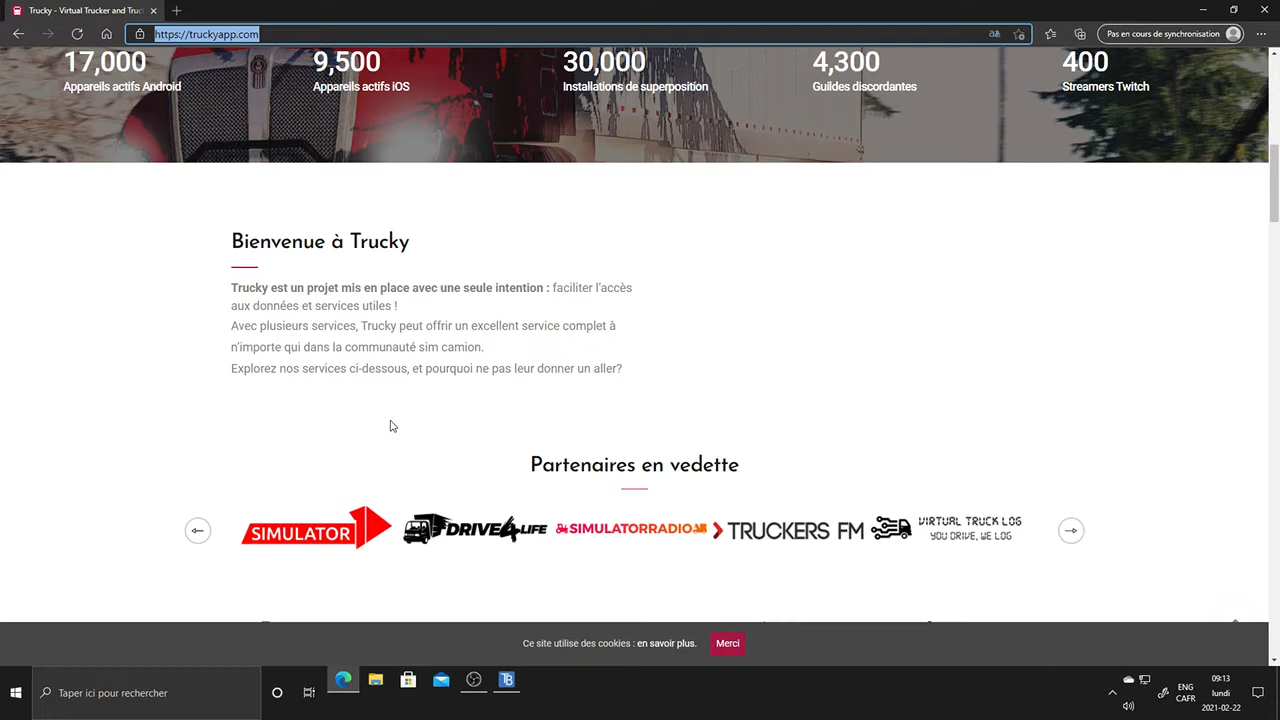 Trucky - Virtual Trucker and Truc
https://truckyapp.com
Pas en cours de synchronisation
17,000
Appareils actifs Android
9,500
Appareils actifs iOS
30,000
Installations de superposition
4,300
Guildes discordantes
400
Streamers Twitch
Bienvenue à Trucky
Trucky est un projet mis en place avec une seule intention : faciliter l'accès
aux données et services utiles !
Avec plusieurs services, Trucky peut offrir un excellent service complet à
n'importe qui dans la communauté sim camion.
Explorez nos services ci-dessous, et pourquoi ne pas leur donner un aller?
Partenaires en vedette
SIMULATOR
DRIVE4LIFE
SIMULATORRADIO
TRUCKERS FM
VIRTUAL TRUCK LOG
YOU DRIVE, WE LOG
Ce site utilise des cookies : en savoir plus.
Merci
Taper ici pour rechercher
TB
ENG
CAFR
09:13
lundi
2021-02-22